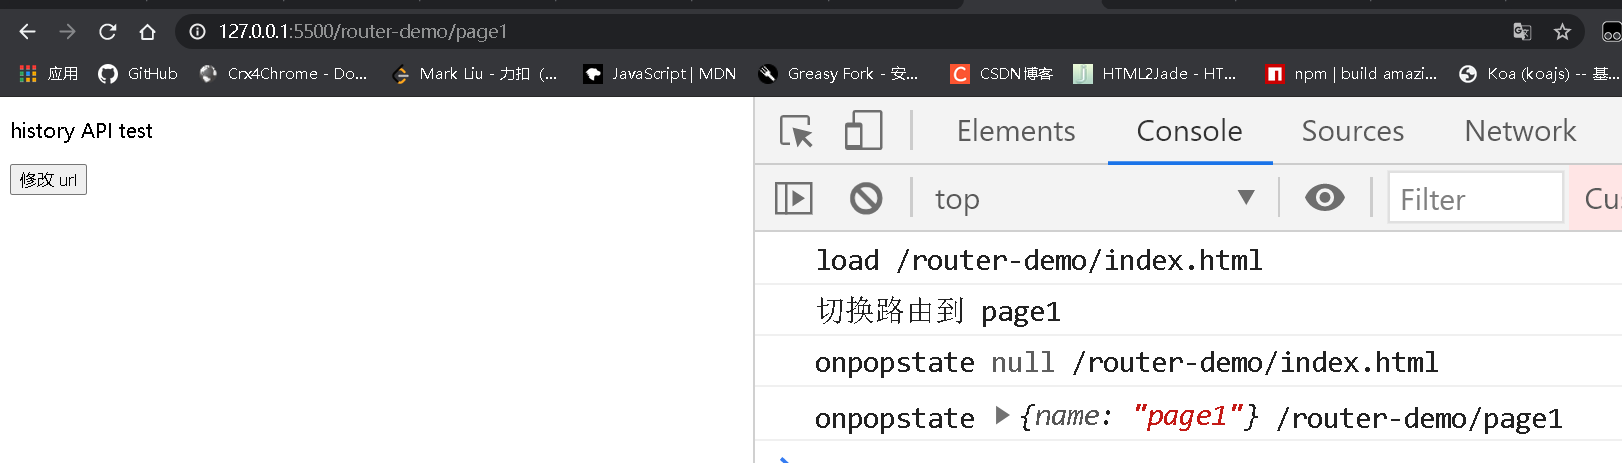 127.0.0.1:5500/router-demo/page1
应用 GitHub Crx4Chrome - Do... Mark Liu - 力扣（... JavaScript | MDN Greasy Fork - 安... CSDN博客 HTML2Jade - HT... npm | build amazi... Koa (koajs) -- 基...
history API test
修改 url
Elements Console Sources Network
top Filter Cu
load /router-demo/index.html
切换路由到 page1
onpopstate null /router-demo/index.html
onpopstate {name: "page1"} /router-demo/page1